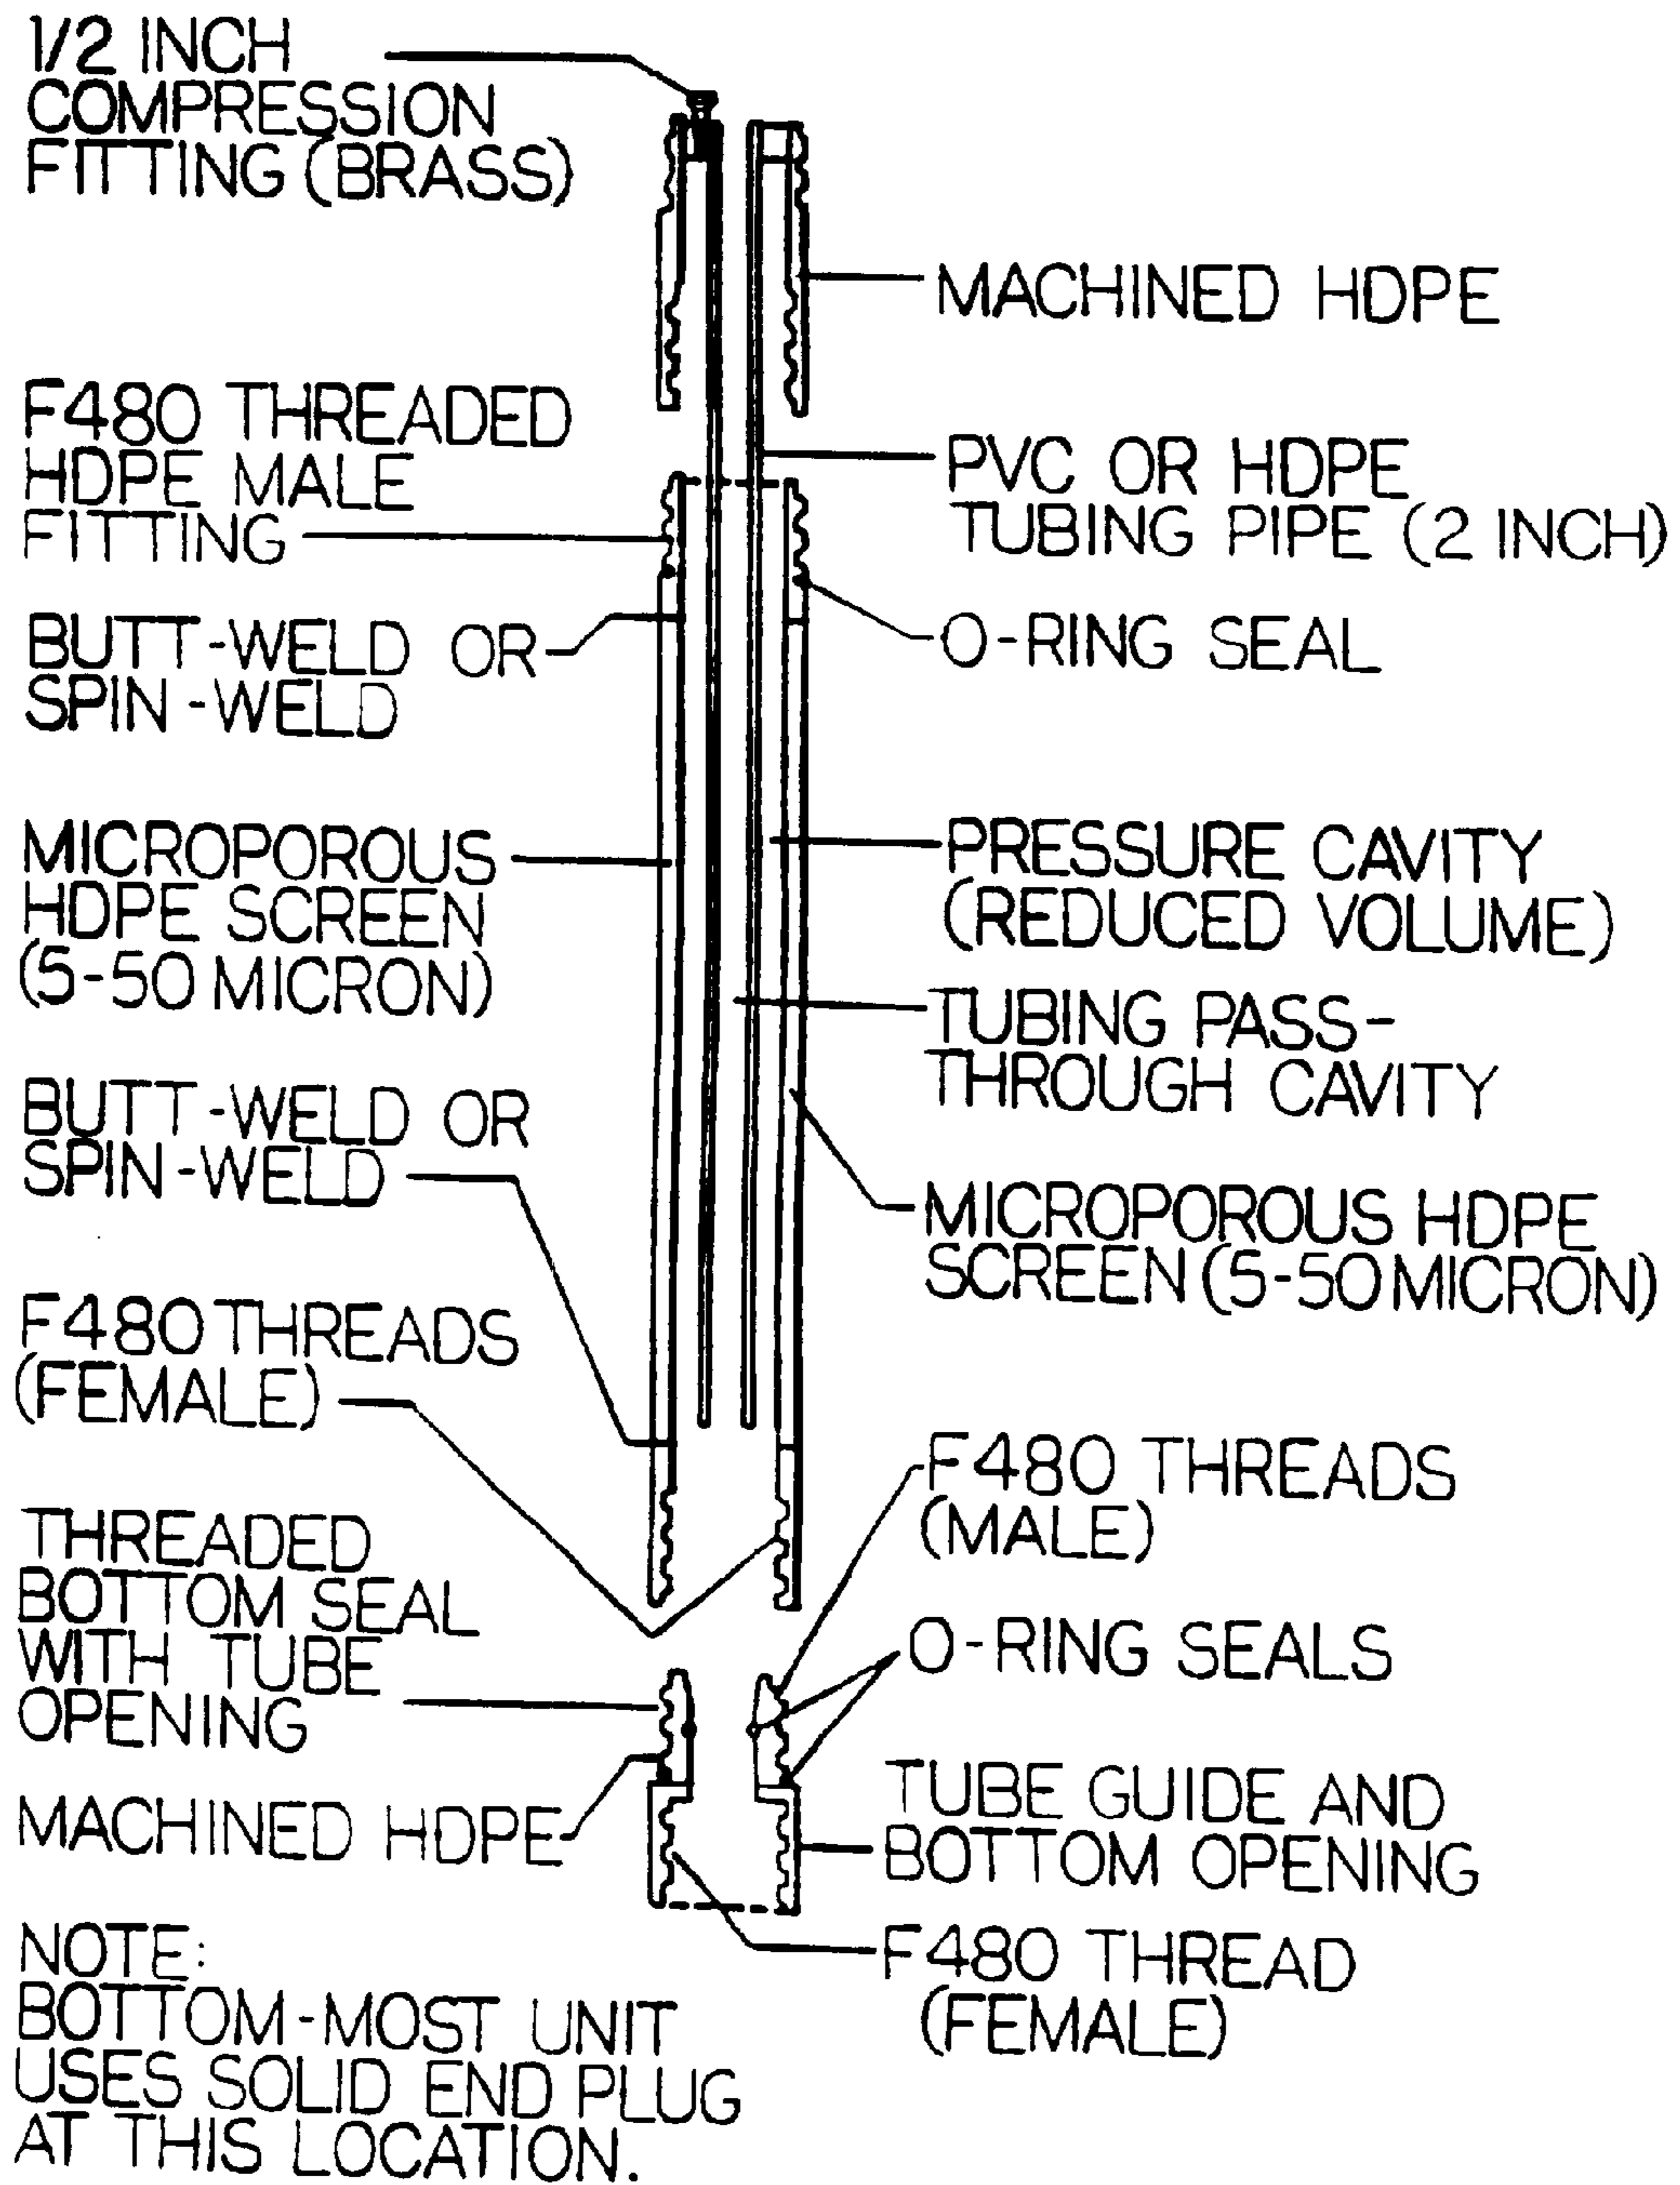 1/2 INCH
COMPRESSION
FITTING (BRASS)
F480 THREADED
HDPE MALE
FITTING
BUTT-WELD OR
SPIN-WELD
MICROPOROUS
HDPE SCREEN
(5-50 MICRON)
BUTT-WELD OR
SPIN-WELD
F480 THREADS
(FEMALE)
THREADED
BOTTOM SEAL
WITH TUBE
OPENING
MACHINED HDPE
NOTE:
BOTTOM-MOST UNIT
USES SOLID END PLUG
AT THIS LOCATION.
MACHINED HDPE
PVC OR HDPE
TUBING PIPE (2 INCH)
O-RING SEAL
PRESSURE CAVITY
(REDUCED VOLUME)
TUBING PASS-
THROUGH CAVITY
MICROPOROUS HDPE
SCREEN (5-50 MICRON)
F480 THREADS
(MALE)
O-RING SEALS
TUBE GUIDE AND
BOTTOM OPENING
F480 THREAD
(FEMALE)